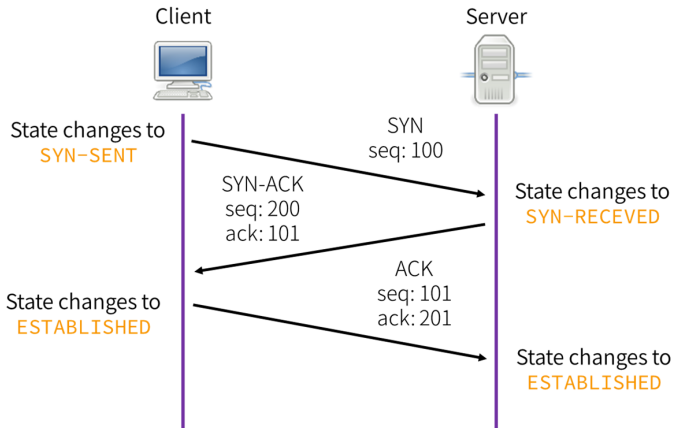 Client
Server
State changes to
SYN-SENT
SYN
seq: 100
SYN-ACK
seq: 200
ack: 101
State changes to
SYN-RECEVED
ACK
seq: 101
ack: 201
State changes to
ESTABLISHED
State changes to
ESTABLISHED